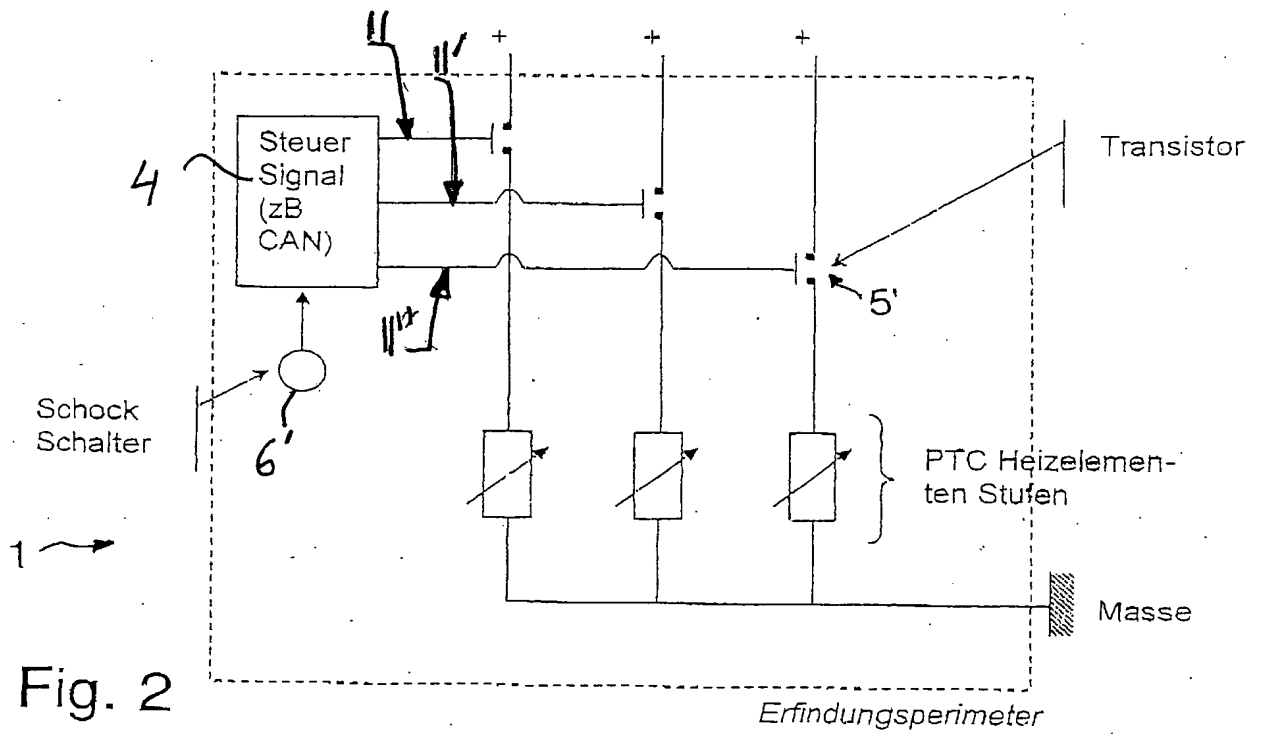 11
11'
+ + +
Steuer
Signal
(zB
CAN)
4
Transistor
5'
11''
Schock
Schalter
6'
PTC Heizelemen-
ten Stufen
1
Masse
Fig. 2
Erfindungsperimeter